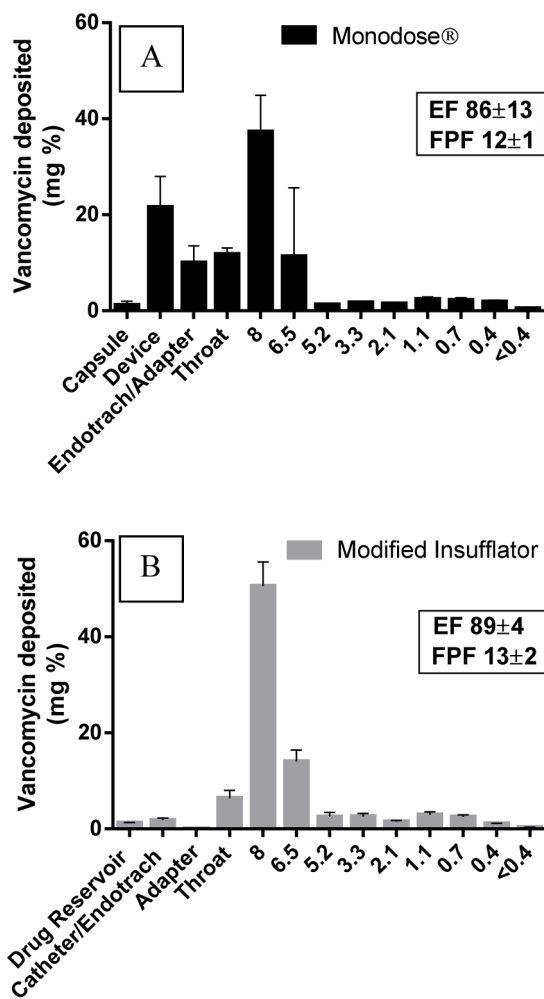 A
Monodose®
EF 86±13
FPF 12±1
Vancomycin deposited
(mg %)
60
40
20
0
Capsule
Device
Endotrach/Adapter
Throat
8
6.5
5.2
3.3
2.1
1.1
0.7
0.4
<0.4
B
Modified Insufflator
EF 89±4
FPF 13±2
Vancomycin deposited
(mg %)
60
40
20
0
Drug Reservoir
Catheter/Endotrach
Adapter
Throat
8
6.5
5.2
3.3
2.1
1.1
0.7
0.4
<0.4